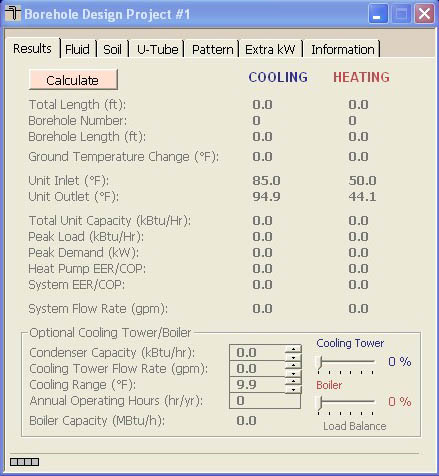 Borehole Design Project #1
Results Fluid Soil U-Tube Pattern Extra kW Information
Calculate COOLING HEATING
Total Length (ft): 0.0 0.0
Borehole Number: 0 0
Borehole Length (ft): 0.0 0.0
Ground Temperature Change (°F): 0.0 0.0
Unit Inlet (°F): 85.0 50.0
Unit Outlet (°F): 94.9 44.1
Total Unit Capacity (kBtu/Hr): 0.0 0.0
Peak Load (kBtu/Hr): 0.0 0.0
Peak Demand (kW): 0.0 0.0
Heat Pump EER/COP: 0.0 0.0
System EER/COP: 0.0 0.0
System Flow Rate (gpm): 0.0 0.0
Optional Cooling Tower/Boiler
Condenser Capacity (kBtu/hr): 0.0
Cooling Tower Flow Rate (gpm): 0.0
Cooling Range (°F): 9.9
Annual Operating Hours (hr/yr): 0
Boiler Capacity (MBtu/h): 0.0
Cooling Tower
0 %
Boiler
0 %
Load Balance